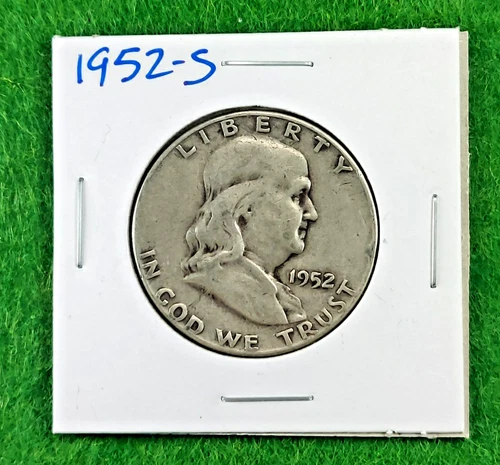 1952-S
LIBERTY
1952
IN GOD WE TRUST